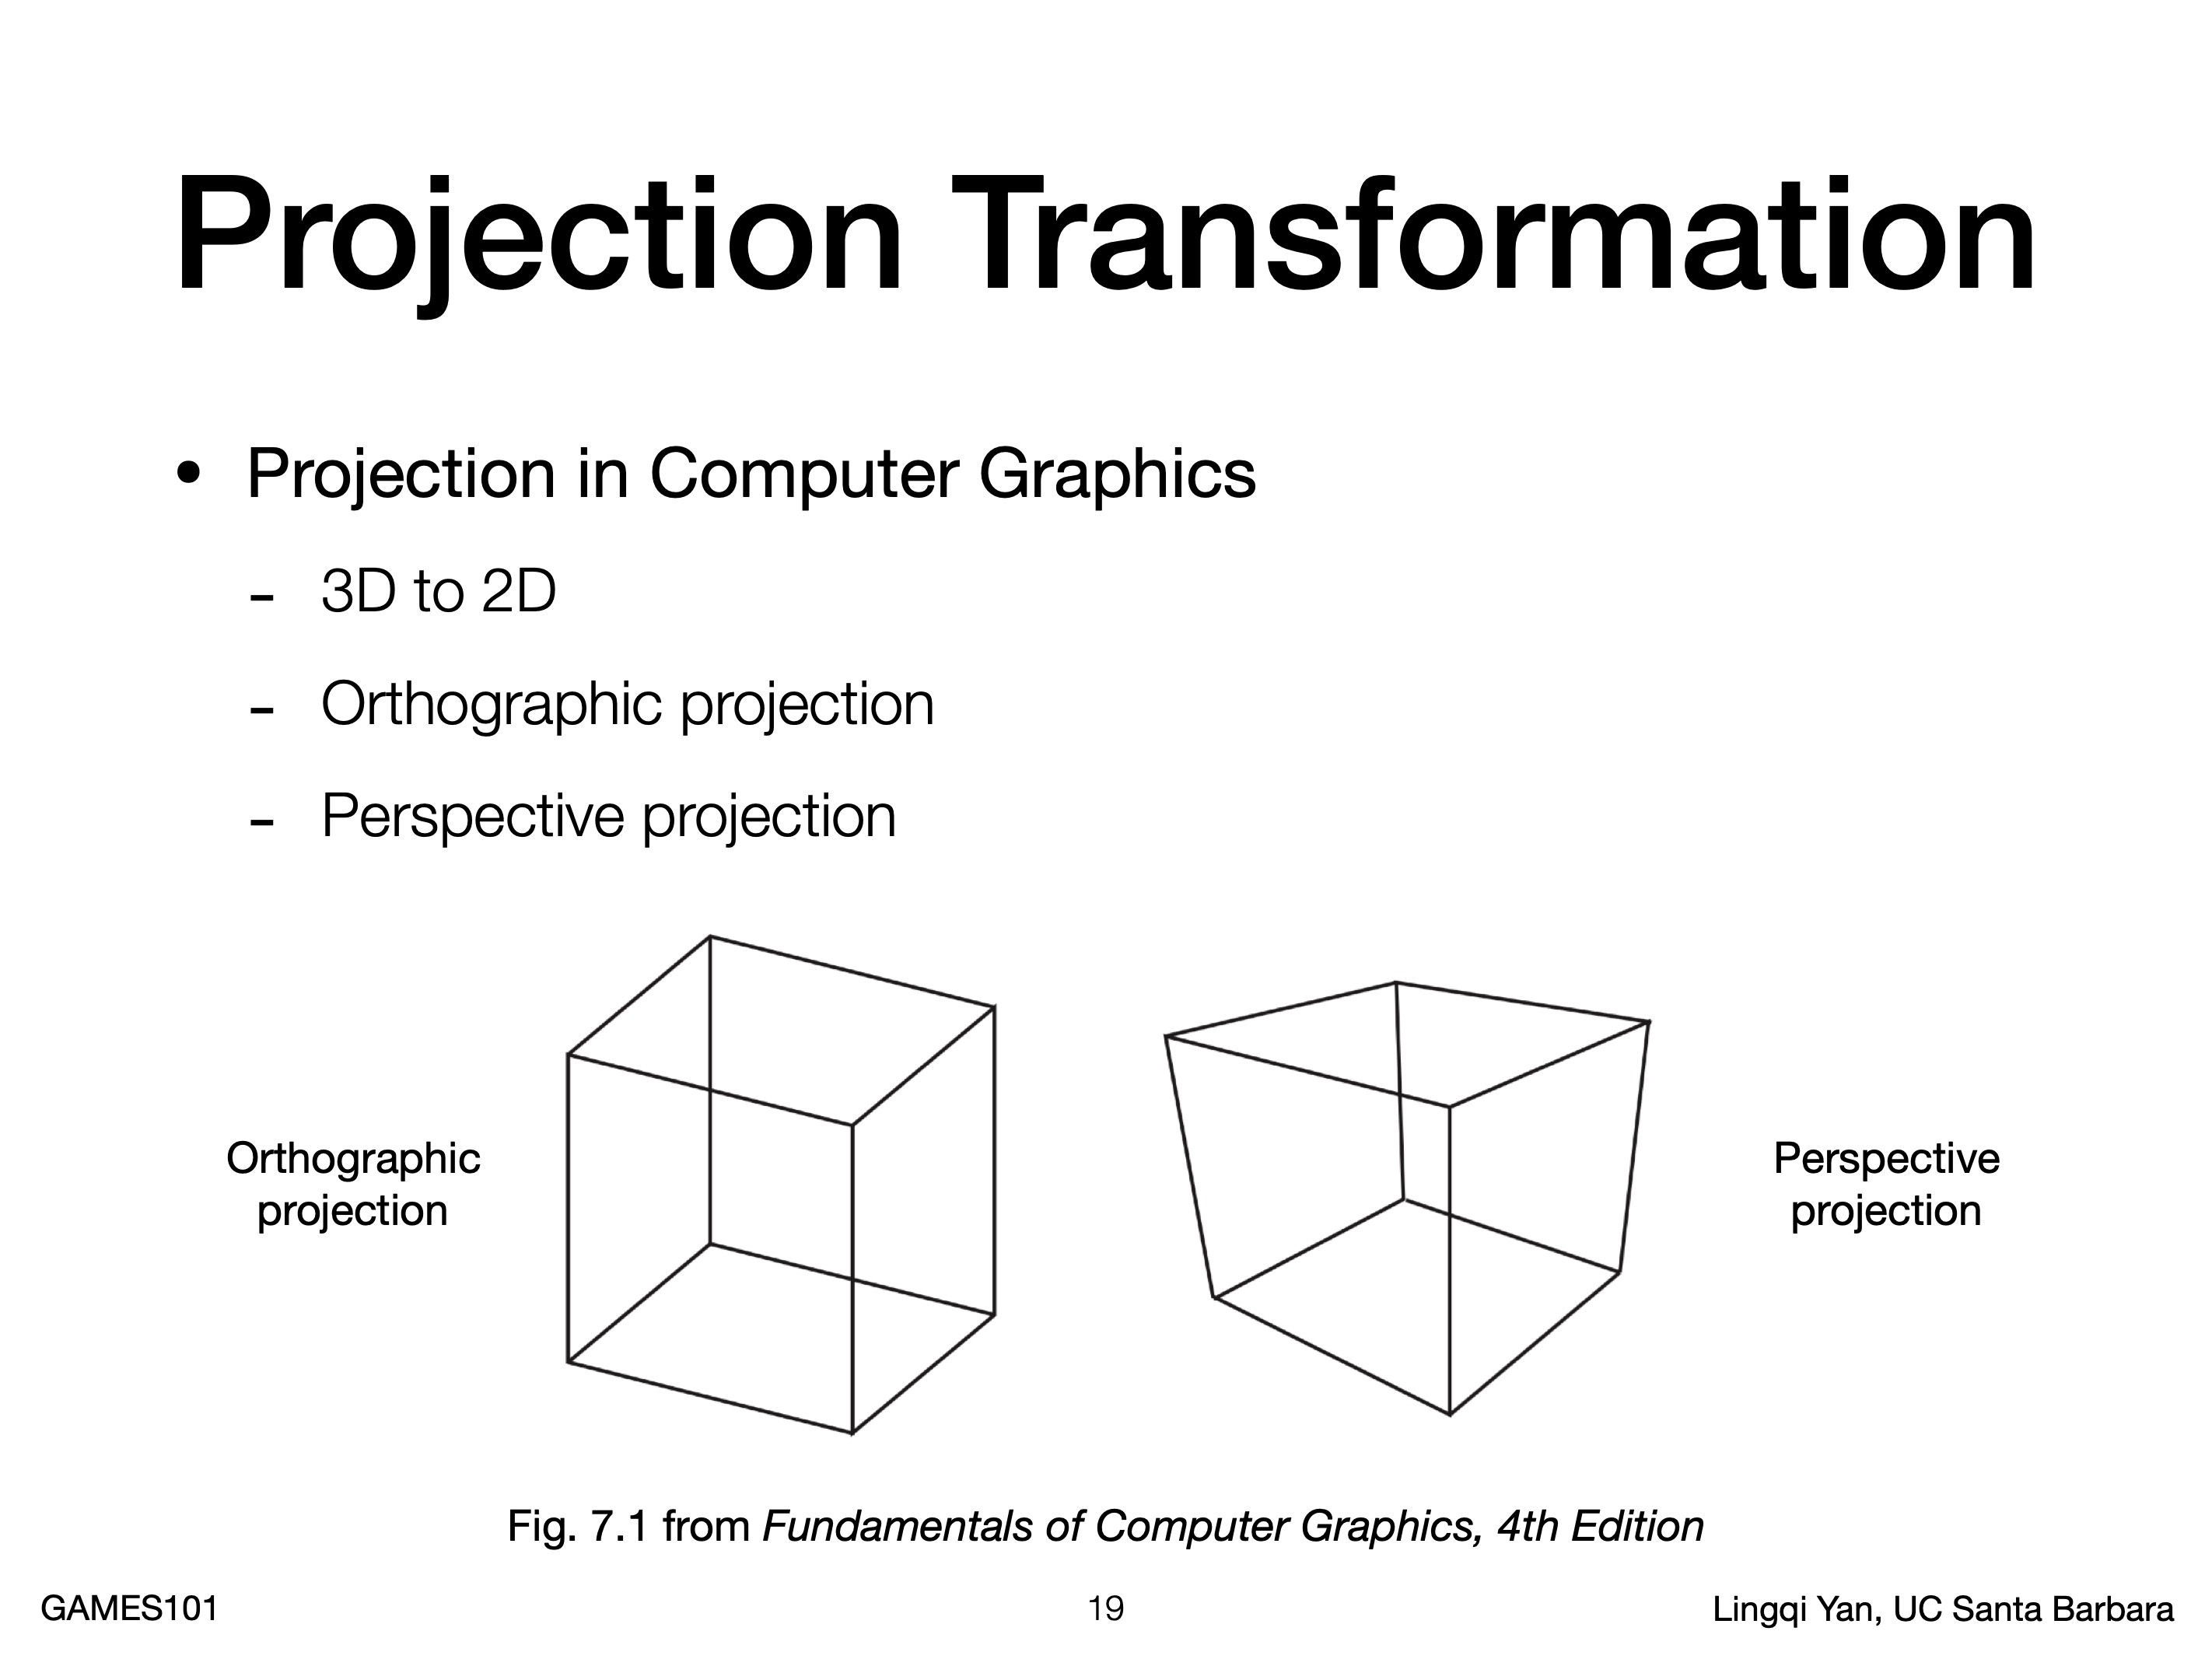 Projection Transformation
• Projection in Computer Graphics
- 3D to 2D
- Orthographic projection
- Perspective projection
Orthographic
projection
Perspective
projection
Fig. 7.1 from Fundamentals of Computer Graphics, 4th Edition
GAMES101
19
Lingqi Yan, UC Santa Barbara